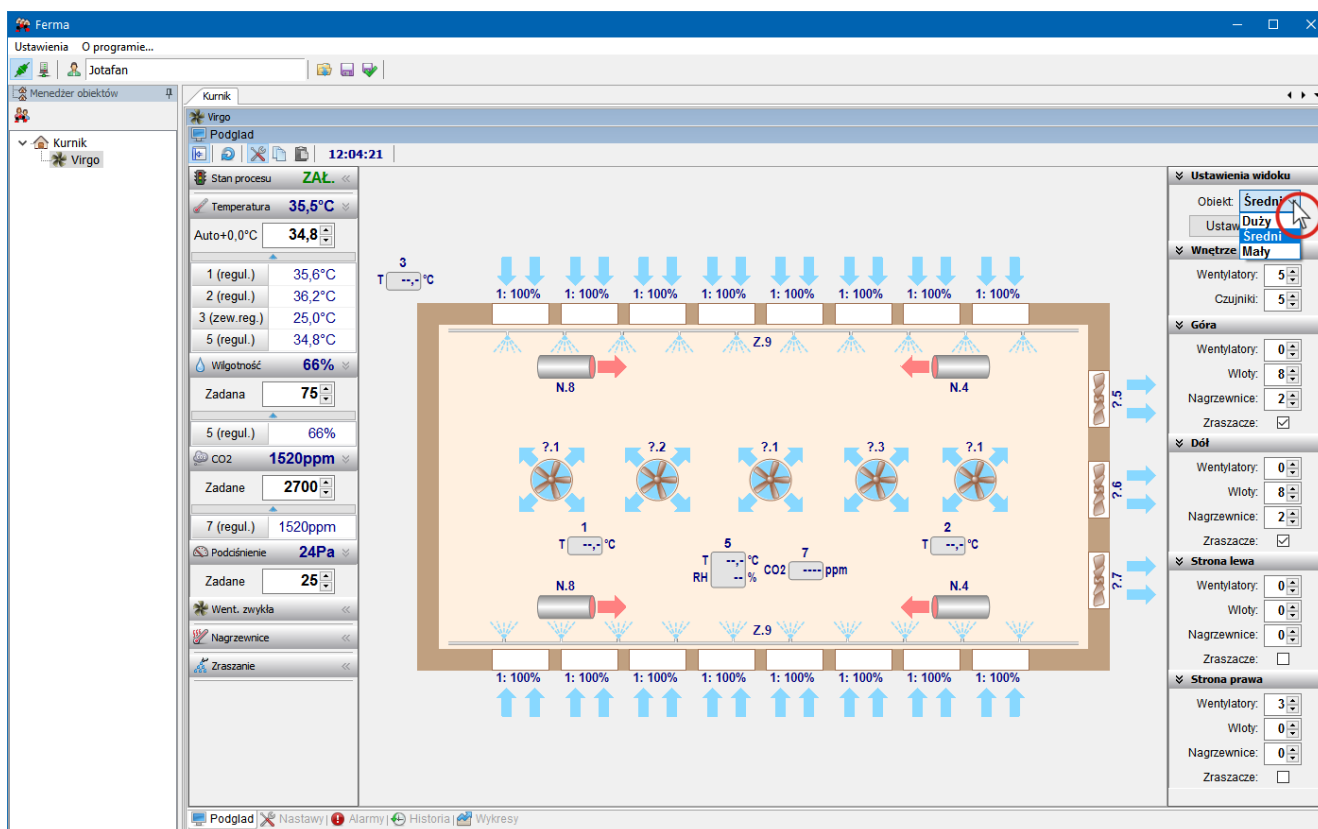 Ferma
Ustawienia O programie...
Jotafan
Menedżer obiektów
Kurnik
Virgo
Kurnik
Virgo
Podglad
12:04:21
Stan procesu ZAŁ.
Temperatura 35,5°C
Auto+0,0°C 34,8
1 (regul.) 35,6°C
2 (regul.) 36,2°C
3 (zew.reg.) 25,0°C
5 (regul.) 34,8°C
Wilgotność 66%
Zadana 75
5 (regul.) 66%
CO2 1520ppm
Zadane 2700
7 (regul.) 1520ppm
Podciśnienie 24Pa
Zadane 25
Went. zwykła
Nagrzewnice
Zraszanie
3
T --,- °C
1: 100% 1: 100% 1: 100% 1: 100% 1: 100% 1: 100% 1: 100% 1: 100%
Z.9
N.8 N.4
?.5
?.1 ?.2 ?.1 ?.3 ?.1
?.6
1
T --,- °C
5
T --,- °C
RH -- %
7
CO2 ---- ppm
2
T --,- °C
?.7
N.8 N.4
Z.9
1: 100% 1: 100% 1: 100% 1: 100% 1: 100% 1: 100% 1: 100% 1: 100%
Ustawienia widoku
Obiekt: Średni
Ustaw
Duży
Średni
Mały
Wnętrze
Wentylatory: 5
Czujniki: 5
Góra
Wentylatory: 0
Wloty: 8
Nagrzewnice: 2
Zraszacze:
Dół
Wentylatory: 0
Wloty: 8
Nagrzewnice: 2
Zraszacze:
Strona lewa
Wentylatory: 0
Wloty: 0
Nagrzewnice: 0
Zraszacze:
Strona prawa
Wentylatory: 3
Wloty: 0
Nagrzewnice: 0
Zraszacze:
Podglad Nastawy Alarmy Historia Wykresy